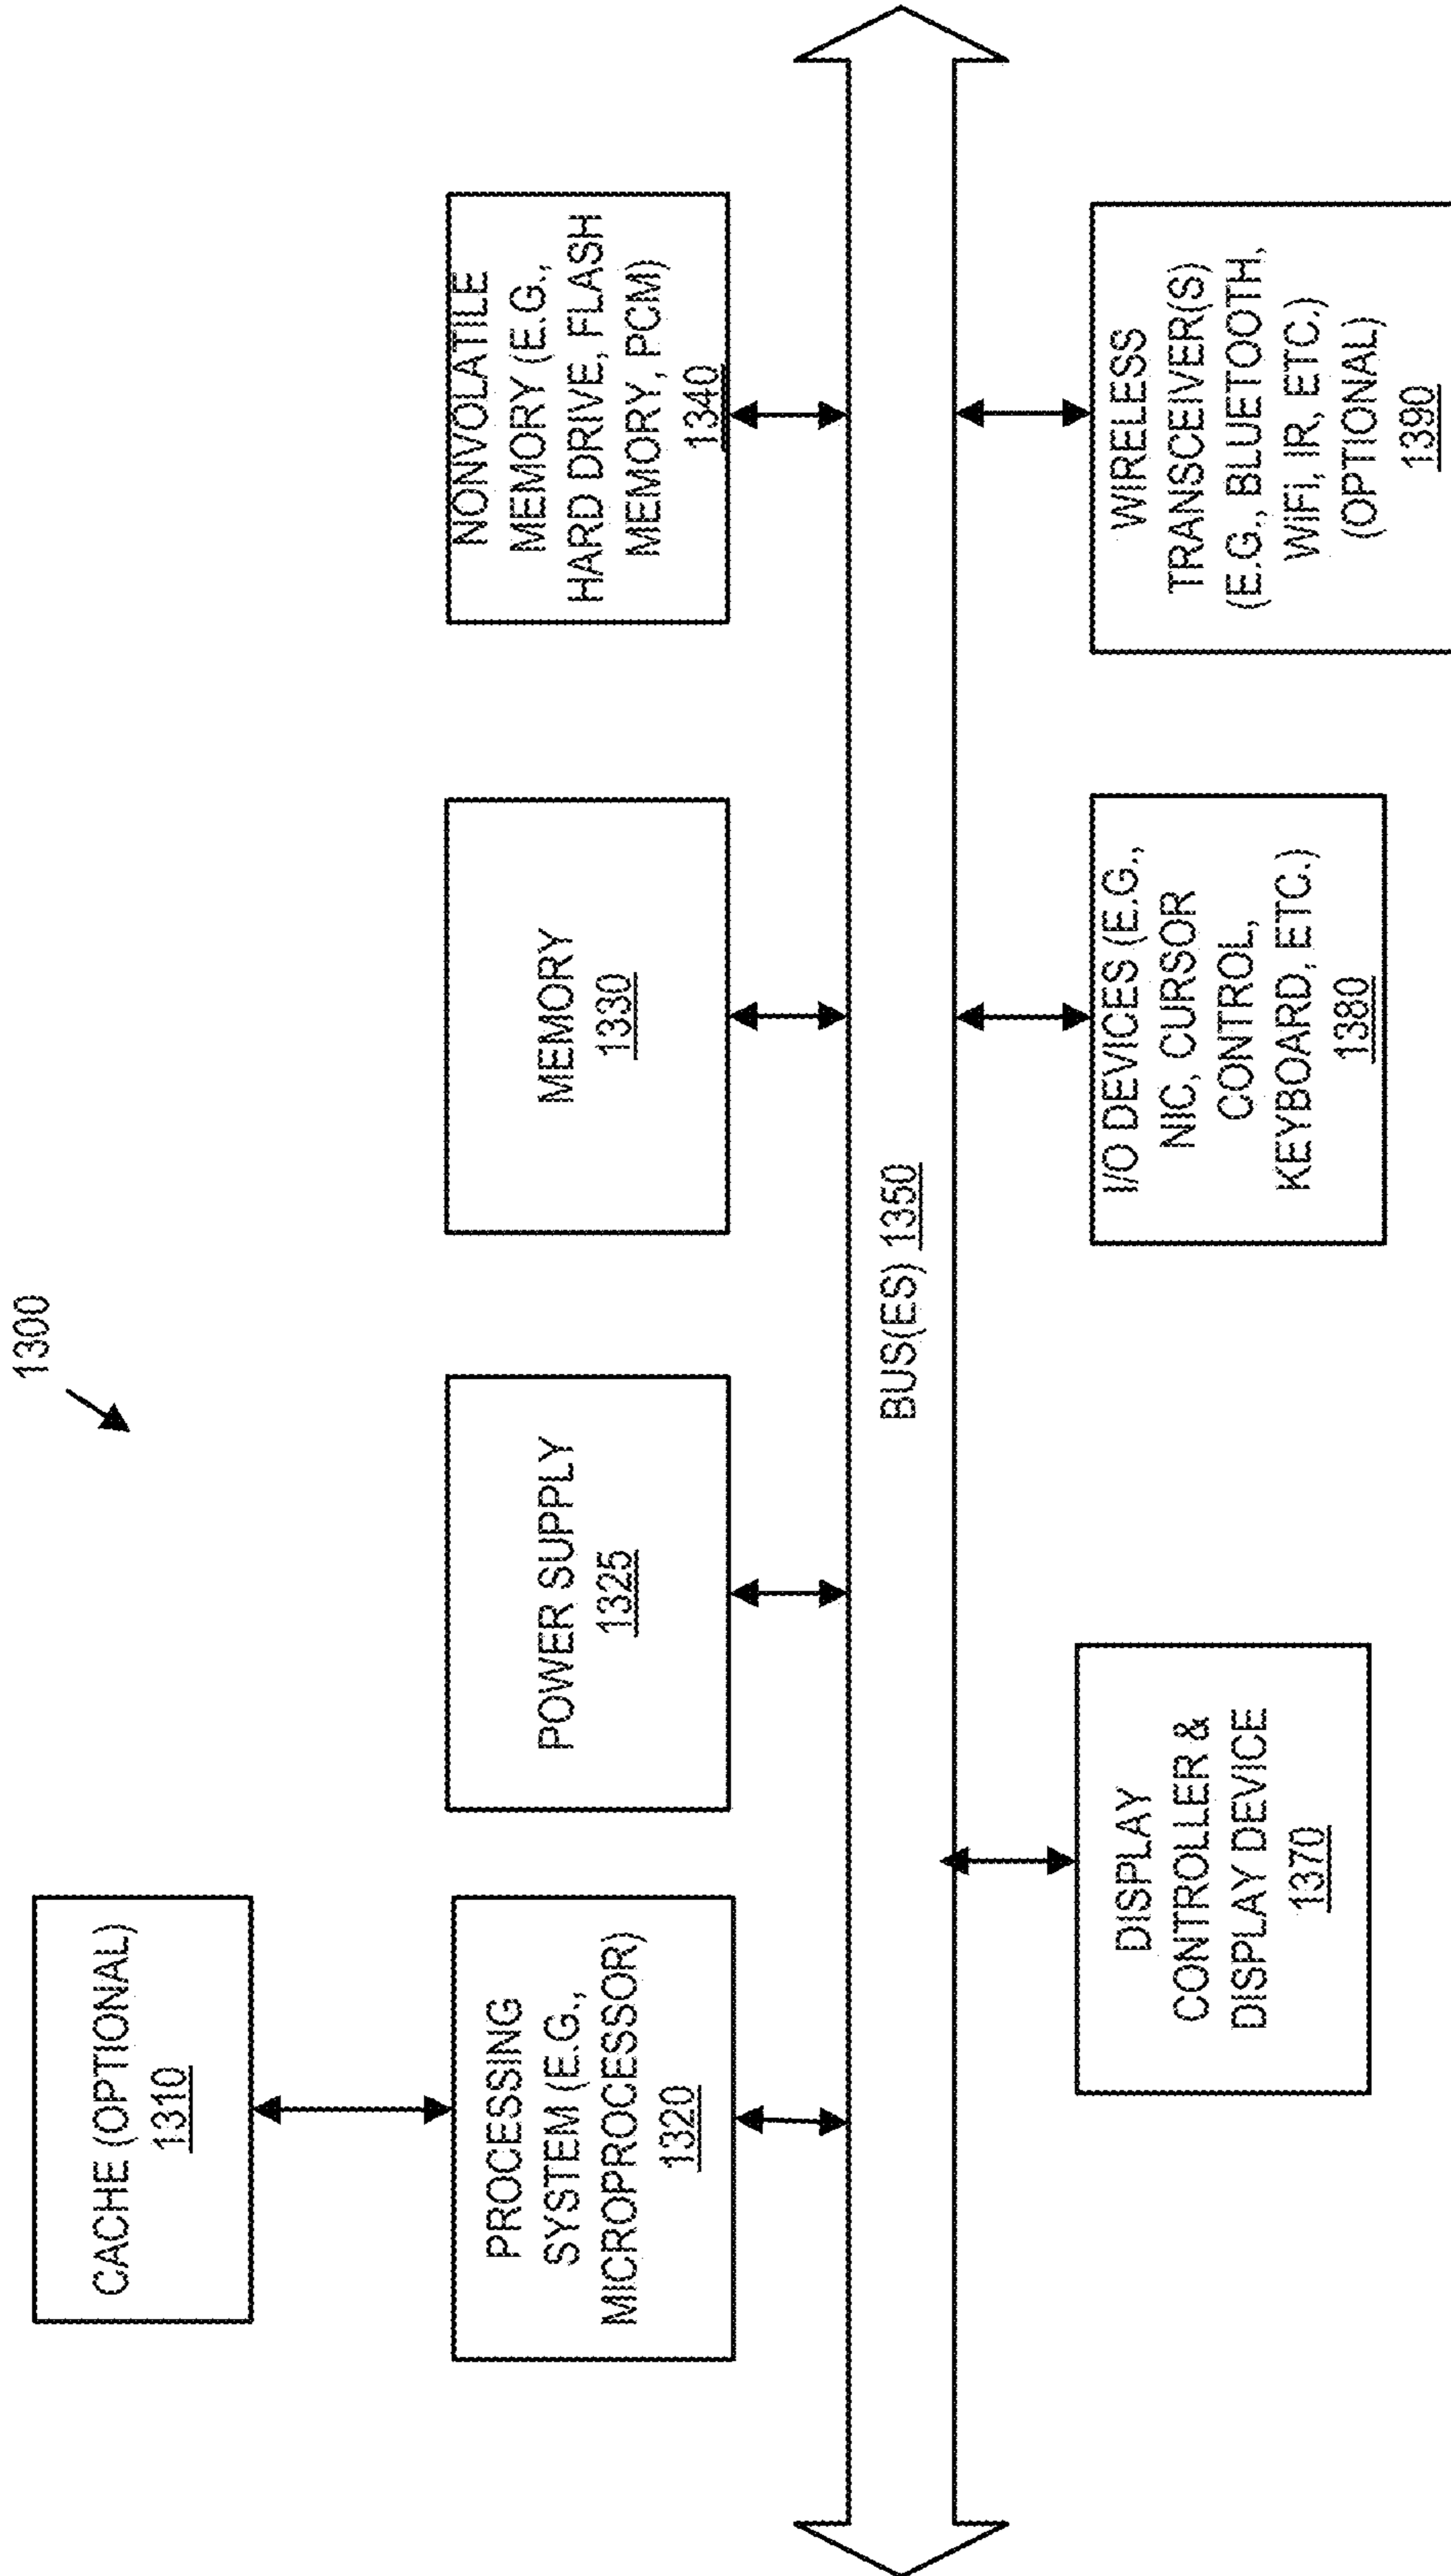 1300
CACHE (OPTIONAL)
1310
PROCESSING
SYSTEM (E.G.,
MICROPROCESSOR)
1320
POWER SUPPLY
1325
MEMORY
1330
NONVOLATILE
MEMORY (E.G.,
HARD DRIVE, FLASH
MEMORY, PCM)
1340
BUS(ES) 1350
DISPLAY
CONTROLLER &
DISPLAY DEVICE
1370
I/O DEVICES (E.G.,
NIC, CURSOR
CONTROL,
KEYBOARD, ETC.)
1380
WIRELESS
TRANSCEIVER(S)
(E.G., BLUETOOTH,
WIFI, IR, ETC.)
(OPTIONAL)
1390